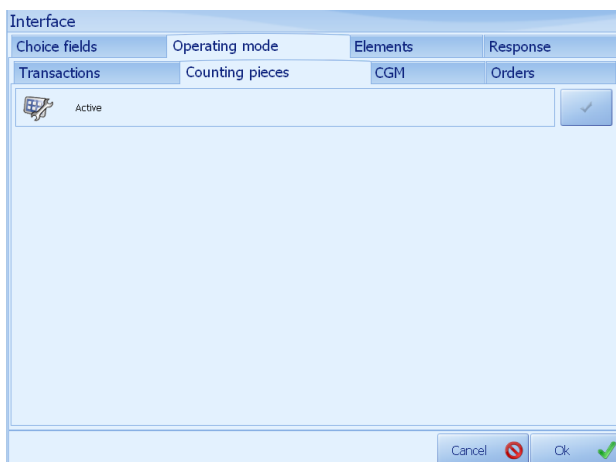 Interface
Choice fields Operating mode Elements Response
Transactions Counting pieces CGM Orders
Active
Cancel Ok